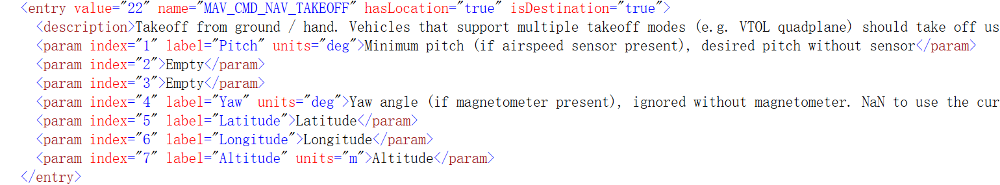 <entry value="22" name="MAV_CMD_NAV_TAKEOFF" hasLocation="true" isDestination="true">
<description>Takeoff from ground / hand. Vehicles that support multiple takeoff modes (e.g. VTOL quadplane) should take off us
<param index="1" label="Pitch" units="deg">Minimum pitch (if airspeed sensor present), desired pitch without sensor</param>
<param index="2">Empty</param>
<param index="3">Empty</param>
<param index="4" label="Yaw" units="deg">Yaw angle (if magnetometer present), ignored without magnetometer. NaN to use the cur
<param index="5" label="Latitude">Latitude</param>
<param index="6" label="Longitude">Longitude</param>
<param index="7" label="Altitude" units="m">Altitude</param>
</entry>